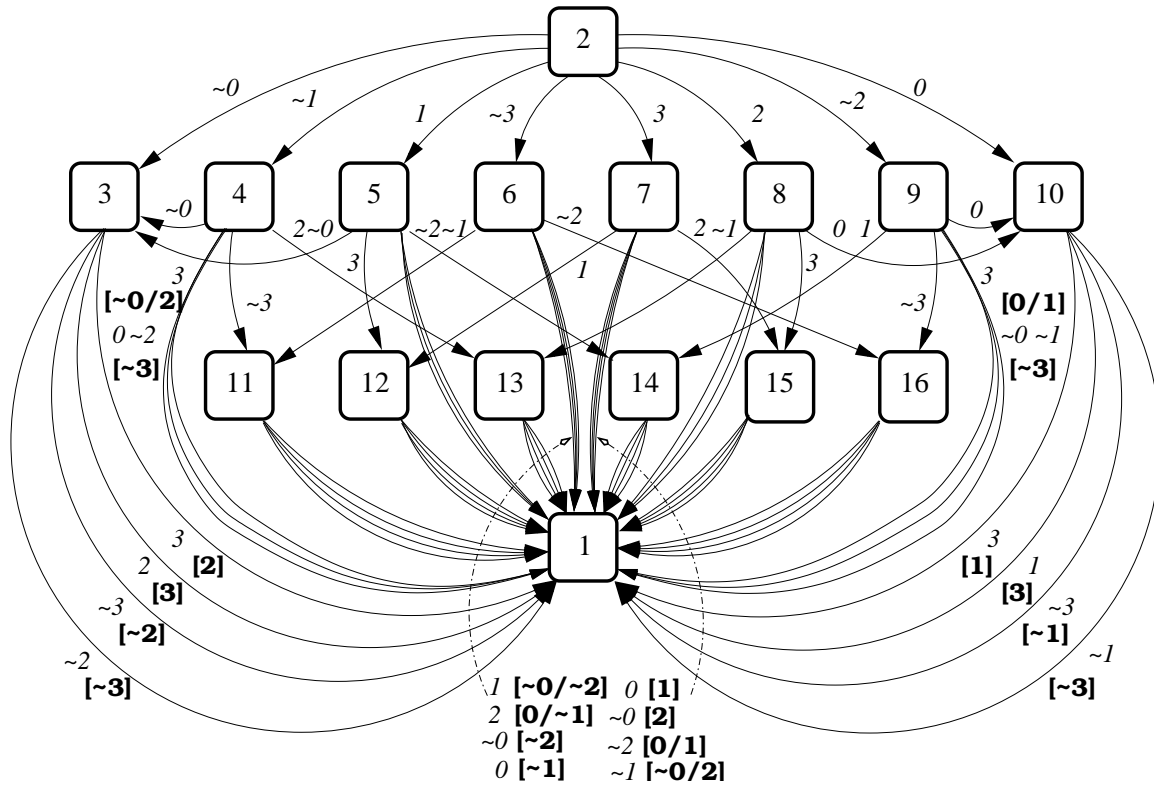 2
~0 ~1 1 ~3 3 2 ~2 0
3 4 5 6 7 8 9 10
~0 2~0 ~2~1 ~2 2 ~1 0 1 0
3 3 1 3 3
[~0/2] ~3 ~3 [0/1]
0 ~2 ~0 ~1
[~3] [~3]
11 12 13 14 15 16
1
3 [2] [1] 3
2 [3] [3] 1
~3 [~2] [~1] ~3
~2 [~3] [~3] ~1
1 [~0/~2] 0 [1]
2 [0/~1] ~0 [2]
~0 [~2] ~2 [0/1]
0 [~1] ~1 [~0/2]